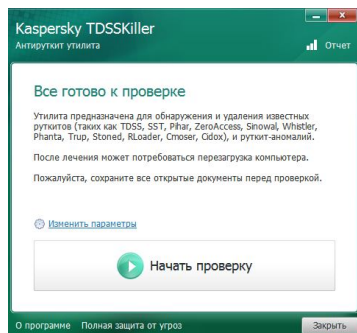 Kaspersky TDSSKiller
Антируткит утилита
Отчет
Все готово к проверке
Утилита предназначена для обнаружения и удаления известных
руткитов (таких как TDSS, SST, Pihar, ZeroAccess, Sinowal, Whistler,
Phanta, Trup, Stoned, RLoader, Cmoser, Cidox), и руткит-аномалий.
После лечения может потребоваться перезагрузка компьютера.
Пожалуйста, сохраните все открытые документы перед проверкой.
Изменить параметры
Начать проверку
О программе Полная защита от угроз Закрыть